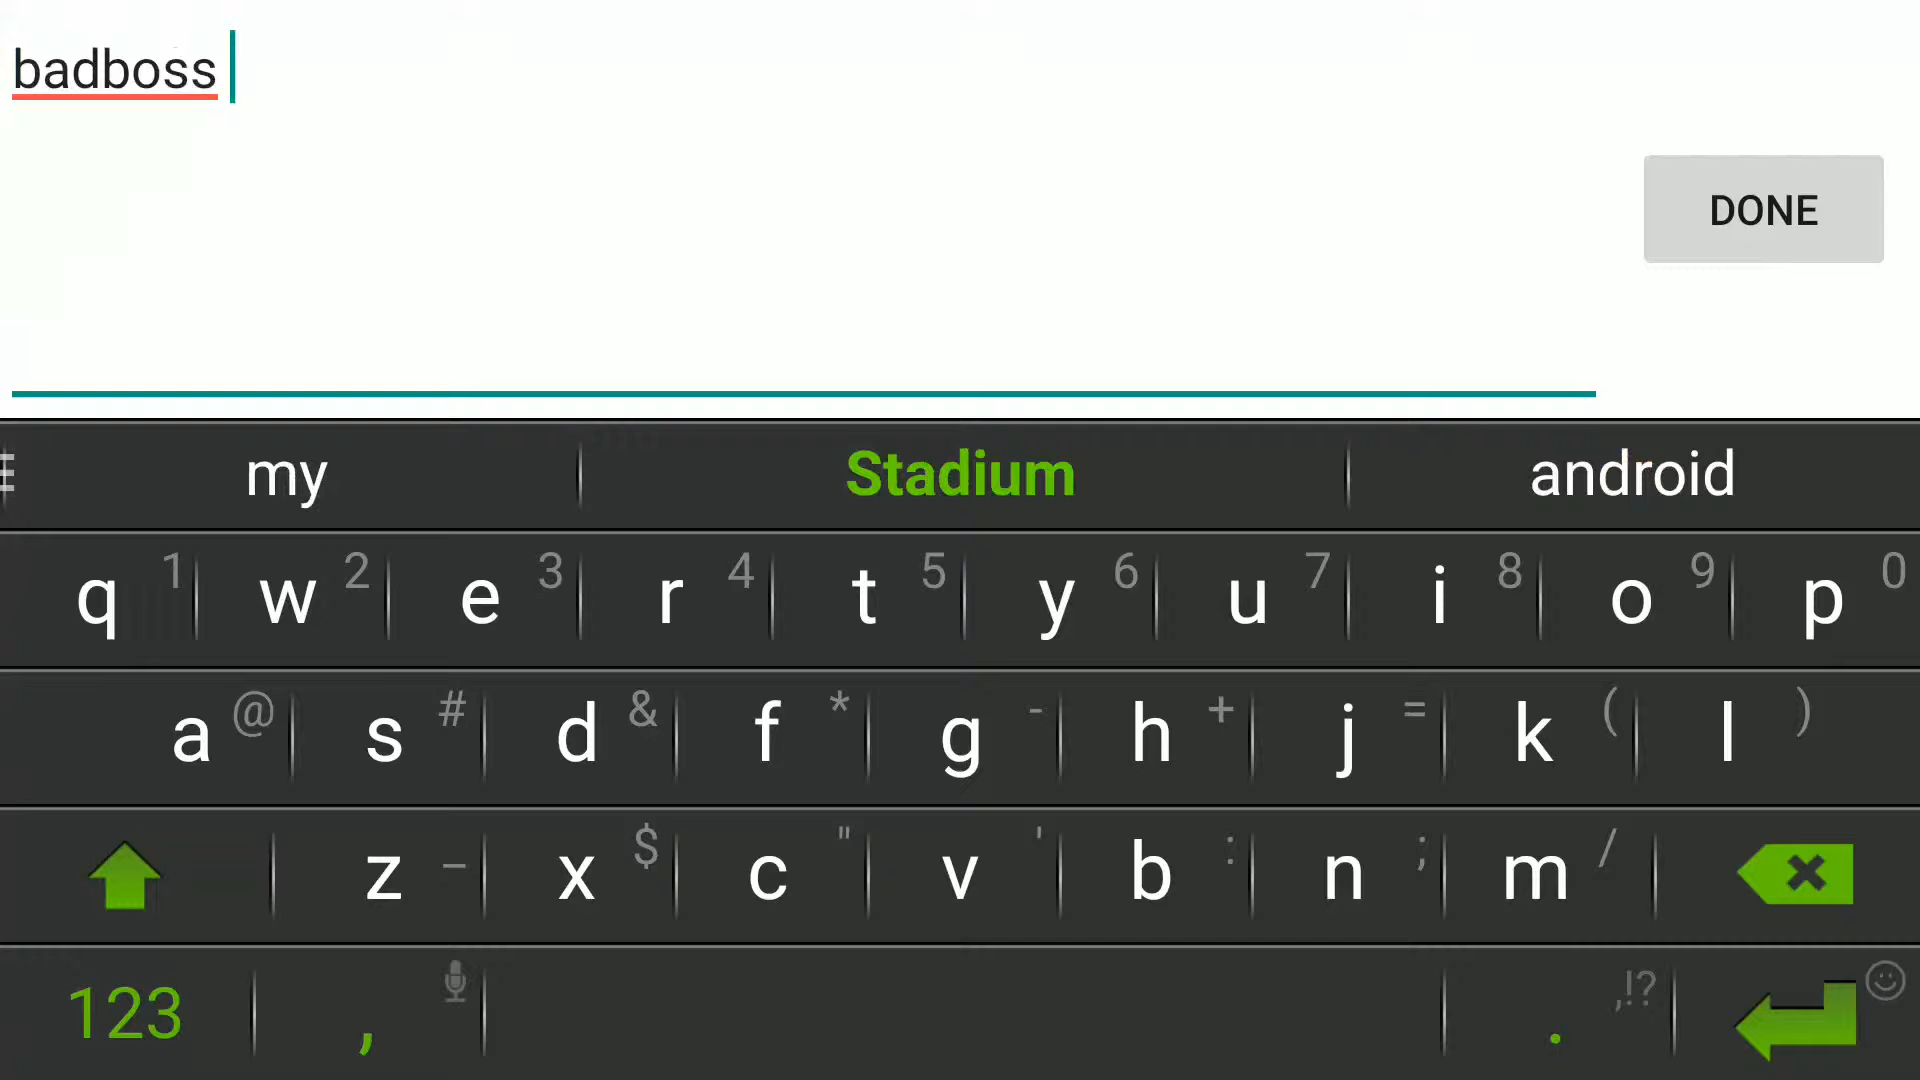 badboss
DONE
my Stadium android
q 1 w 2 e 3 r 4 t 5 y 6 u 7 i 8 o 9 p 0
a @ s # d & f * g - h + j = k ( l )
z _ x $ c " v ' b : n ; m /
123 , . ,!?